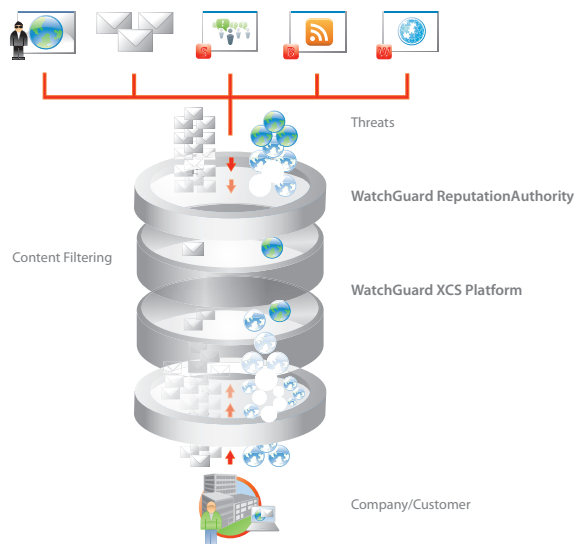 S
B
W
Threats
WatchGuard ReputationAuthority
Content Filtering
WatchGuard XCS Platform
Company/Customer